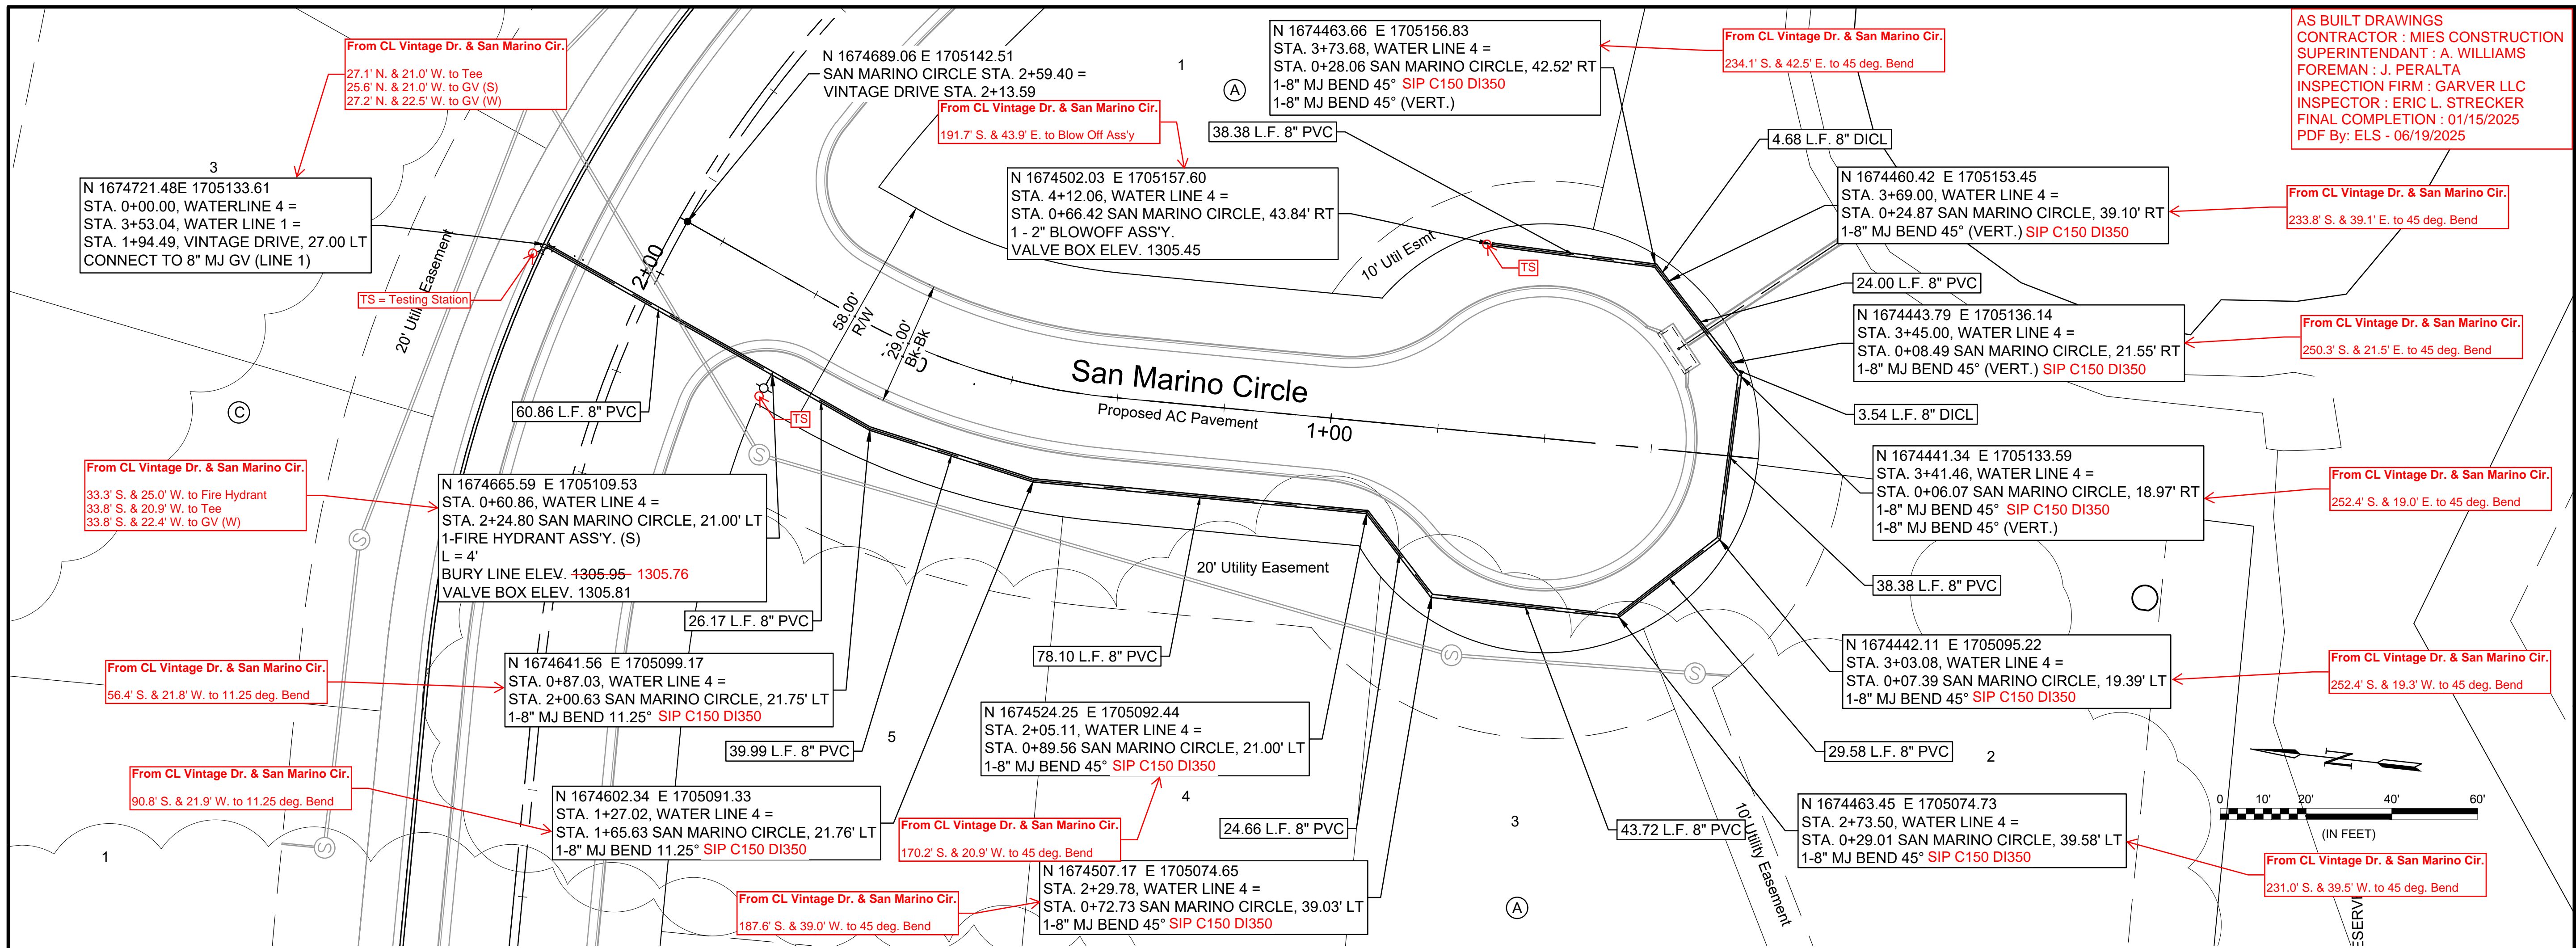 AS BUILT DRAWINGS
CONTRACTOR : MIES CONSTRUCTION
SUPERINTENDANT : A. WILLIAMS
FOREMAN : J. PERALTA
INSPECTION FIRM : GARVER LLC
INSPECTOR : ERIC L. STRECKER
FINAL COMPLETION : 01/15/2025
PDF By: ELS - 06/19/2025
From CL Vintage Dr. & San Marino Cir.
27.1' N. & 21.0' W. to Tee
25.6' N. & 21.0' W. to GV (S)
27.2' N. & 22.5' W. to GV (W)
3
N 1674721.48E 1705133.61
STA. 0+00.00, WATERLINE 4 =
STA. 3+53.04, WATER LINE 1 =
STA. 1+94.49, VINTAGE DRIVE, 27.00 LT
CONNECT TO 8" MJ GV (LINE 1)
TS = Testing Station
20' Utility Easement
N 1674689.06 E 1705142.51
SAN MARINO CIRCLE STA. 2+59.40 =
VINTAGE DRIVE STA. 2+13.59
1
A
From CL Vintage Dr. & San Marino Cir.
191.7' S. & 43.9' E. to Blow Off Ass'y
N 1674502.03 E 1705157.60
STA. 4+12.06, WATER LINE 4 =
STA. 0+66.42 SAN MARINO CIRCLE, 43.84' RT
1 - 2" BLOWOFF ASS'Y.
VALVE BOX ELEV. 1305.45
N 1674463.66 E 1705156.83
STA. 3+73.68, WATER LINE 4 =
STA. 0+28.06 SAN MARINO CIRCLE, 42.52' RT
1-8" MJ BEND 45° SIP C150 DI350
1-8" MJ BEND 45° (VERT.)
From CL Vintage Dr. & San Marino Cir.
234.1' S. & 42.5' E. to 45 deg. Bend
38.38 L.F. 8" PVC
4.68 L.F. 8" DICL
N 1674460.42 E 1705153.45
STA. 3+69.00, WATER LINE 4 =
STA. 0+24.87 SAN MARINO CIRCLE, 39.10' RT
1-8" MJ BEND 45° (VERT.) SIP C150 DI350
From CL Vintage Dr. & San Marino Cir.
233.8' S. & 39.1' E. to 45 deg. Bend
10' Util Esmt
TS
24.00 L.F. 8" PVC
N 1674443.79 E 1705136.14
STA. 3+45.00, WATER LINE 4 =
STA. 0+08.49 SAN MARINO CIRCLE, 21.55' RT
1-8" MJ BEND 45° (VERT.) SIP C150 DI350
From CL Vintage Dr. & San Marino Cir.
250.3' S. & 21.5' E. to 45 deg. Bend
2+00
58.00'
R/W
29.00'
Bk-Bk
San Marino Circle
Proposed AC Pavement
1+00
C
60.86 L.F. 8" PVC
TS
S
3.54 L.F. 8" DICL
N 1674441.34 E 1705133.59
STA. 3+41.46, WATER LINE 4 =
STA. 0+06.07 SAN MARINO CIRCLE, 18.97' RT
1-8" MJ BEND 45° SIP C150 DI350
1-8" MJ BEND 45° (VERT.)
From CL Vintage Dr. & San Marino Cir.
252.4' S. & 19.0' E. to 45 deg. Bend
From CL Vintage Dr. & San Marino Cir.
33.3' S. & 25.0' W. to Fire Hydrant
33.8' S. & 20.9' W. to Tee
33.8' S. & 22.4' W. to GV (W)
N 1674665.59 E 1705109.53
STA. 0+60.86, WATER LINE 4 =
STA. 2+24.80 SAN MARINO CIRCLE, 21.00' LT
1-FIRE HYDRANT ASS'Y. (S)
L = 4'
BURY LINE ELEV. 1305.95 1305.76
VALVE BOX ELEV. 1305.81
S
20' Utility Easement
38.38 L.F. 8" PVC
26.17 L.F. 8" PVC
78.10 L.F. 8" PVC
S
S
From CL Vintage Dr. & San Marino Cir.
56.4' S. & 21.8' W. to 11.25 deg. Bend
N 1674641.56 E 1705099.17
STA. 0+87.03, WATER LINE 4 =
STA. 2+00.63 SAN MARINO CIRCLE, 21.75' LT
1-8" MJ BEND 11.25° SIP C150 DI350
N 1674442.11 E 1705095.22
STA. 3+03.08, WATER LINE 4 =
STA. 0+07.39 SAN MARINO CIRCLE, 19.39' LT
1-8" MJ BEND 45° SIP C150 DI350
From CL Vintage Dr. & San Marino Cir.
252.4' S. & 19.3' W. to 45 deg. Bend
39.99 L.F. 8" PVC
5
N 1674524.25 E 1705092.44
STA. 2+05.11, WATER LINE 4 =
STA. 0+89.56 SAN MARINO CIRCLE, 21.00' LT
1-8" MJ BEND 45° SIP C150 DI350
29.58 L.F. 8" PVC
2
N
From CL Vintage Dr. & San Marino Cir.
90.8' S. & 21.9' W. to 11.25 deg. Bend
N 1674602.34 E 1705091.33
STA. 1+27.02, WATER LINE 4 =
STA. 1+65.63 SAN MARINO CIRCLE, 21.76' LT
1-8" MJ BEND 11.25° SIP C150 DI350
4
From CL Vintage Dr. & San Marino Cir.
170.2' S. & 20.9' W. to 45 deg. Bend
24.66 L.F. 8" PVC
3
43.72 L.F. 8" PVC
10' Utility Easement
N 1674463.45 E 1705074.73
STA. 2+73.50, WATER LINE 4 =
STA. 0+29.01 SAN MARINO CIRCLE, 39.58' LT
1-8" MJ BEND 45° SIP C150 DI350
0 10' 20' 40' 60'
(IN FEET)
From CL Vintage Dr. & San Marino Cir.
231.0' S. & 39.5' W. to 45 deg. Bend
1
S
From CL Vintage Dr. & San Marino Cir.
187.6' S. & 39.0' W. to 45 deg. Bend
N 1674507.17 E 1705074.65
STA. 2+29.78, WATER LINE 4 =
STA. 0+72.73 SAN MARINO CIRCLE, 39.03' LT
1-8" MJ BEND 45° SIP C150 DI350
A